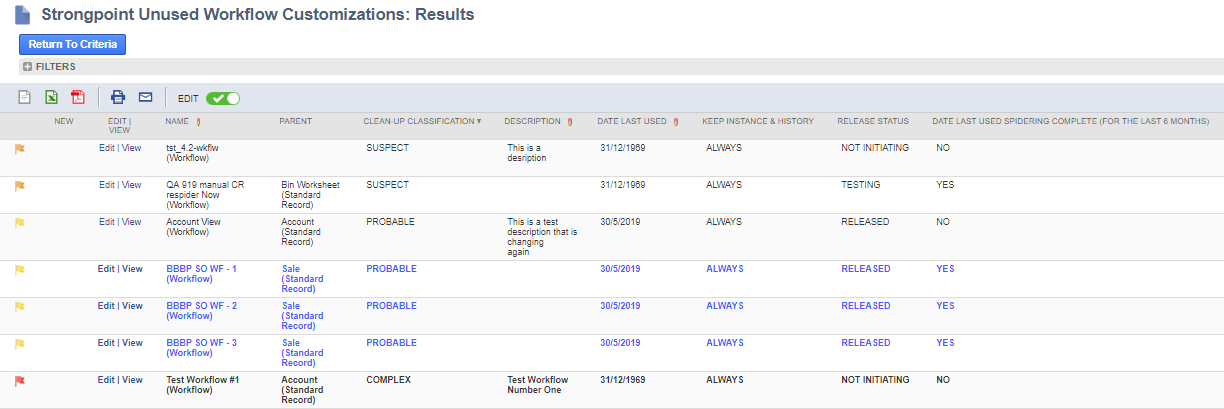 Strongpoint Unused Workflow Customizations: Results
Return To Criteria
FILTERS
EDIT
NEW EDIT | VIEW NAME PARENT CLEAN-UP CLASSIFICATION ▼ DESCRIPTION DATE LAST USED KEEP INSTANCE & HISTORY RELEASE STATUS DATE LAST USED SPIDERING COMPLETE (FOR THE LAST 6 MONTHS)
Edit | View tst_4.2-wkflw SUSPECT This is a 31/12/1969 ALWAYS NOT INITIATING NO
(Workflow) desription
Edit | View QA 919 manual CR Bin Worksheet SUSPECT 31/12/1969 ALWAYS TESTING YES
respider Now (Standard
(Workflow) Record)
Edit | View Account View Account PROBABLE This is a test 30/5/2019 ALWAYS RELEASED NO
(Workflow) (Standard description that is
Record) changing
again
Edit | View BBBP SO WF - 1 Sale PROBABLE 30/5/2019 ALWAYS RELEASED YES
(Workflow) (Standard
Record)
Edit | View BBBP SO WF - 2 Sale PROBABLE 30/5/2019 ALWAYS RELEASED YES
(Workflow) (Standard
Record)
Edit | View BBBP SO WF - 3 Sale PROBABLE 30/5/2019 ALWAYS RELEASED YES
(Workflow) (Standard
Record)
Edit | View Test Workflow #1 Account COMPLEX Test Workflow 31/12/1969 ALWAYS NOT INITIATING NO
(Workflow) (Standard Number One
Record)